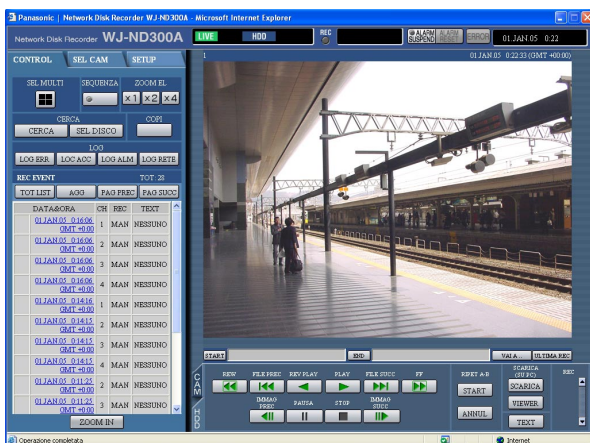 Panasonic | Network Disk Recorder WJ-ND300A - Microsoft Internet Explorer
Network Disk Recorder WJ-ND300A
LIVE HDD REC ALARM SUSPEND ALARM RESET ERROR 01.JAN.05 0:22
CONTROL SEL CAM SETUP
1 01.JAN.05 0:22:33 (GMT +00:00)
SEL MULTI SEQUENZA ZOOM EL
x1 x2 x4
CERCA COPI
CERCA SEL DISCO
LOG
LOG ERR LOC ACC LOG ALM LOG RETE
REC EVENT TOT: 28
TOT LIST AGG PAG PREC PAG SUCC
DATA&ORA CH REC TEXT
01.JAN.05 0:16:06 GMT +0:00 1 MAN NESSUNO
01.JAN.05 0:16:06 GMT +0:00 2 MAN NESSUNO
01.JAN.05 0:16:06 GMT +0:00 3 MAN NESSUNO
01.JAN.05 0:16:06 GMT +0:00 4 MAN NESSUNO
01.JAN.05 0:14:16 GMT +0:00 1 MAN NESSUNO
01.JAN.05 0:14:15 GMT +0:00 2 MAN NESSUNO
01.JAN.05 0:14:15 GMT +0:00 3 MAN NESSUNO
01.JAN.05 0:14:15 GMT +0:00 4 MAN NESSUNO
01.JAN.05 0:11:25 GMT +0:00 2 MAN NESSUNO
01.JAN.05 0:11:25 GMT +0:00 3 MAN NESSUNO
ZOOM IN
START END VAI A... ULTIMA REC
CAM
HDD
REW FILE PREC REV PLAY PLAY FILE SUCC FF
IMMAG PREC PAUSA STOP IMMAG SUCC
RIPET A-B
START
ANNUL
SCARICA (SU PC)
SCARICA
VIEWER
TEXT
REC
Operazione completata
Internet